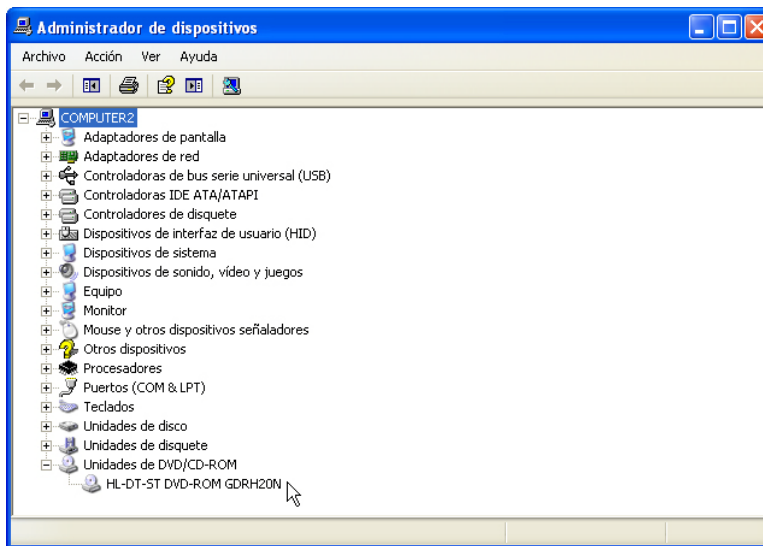 Administrador de dispositivos
Archivo Acción Ver Ayuda
COMPUTER2
Adaptadores de pantalla
Adaptadores de red
Controladoras de bus serie universal (USB)
Controladoras IDE ATA/ATAPI
Controladores de disquete
Dispositivos de interfaz de usuario (HID)
Dispositivos de sistema
Dispositivos de sonido, vídeo y juegos
Equipo
Monitor
Mouse y otros dispositivos señaladores
Otros dispositivos
Procesadores
Puertos (COM & LPT)
Teclados
Unidades de disco
Unidades de disquete
Unidades de DVD/CD-ROM
HL-DT-ST DVD-ROM GDRH20N